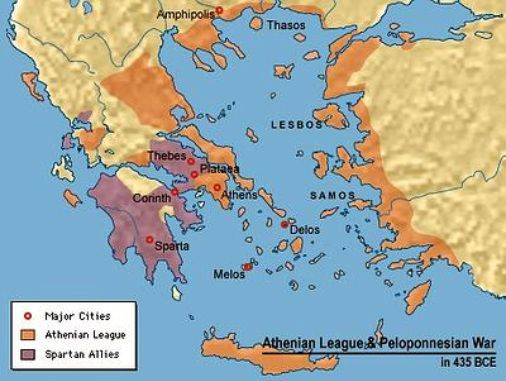 Amphipolis
Thasos
LESBOS
Thebes
Plataea
Athens
Corinth
SAMOS
Delos
Sparta
Melos
Major Cities
Athenian League
Spartan Allies
Athenian League & Peloponnesian War
in 435 BCE